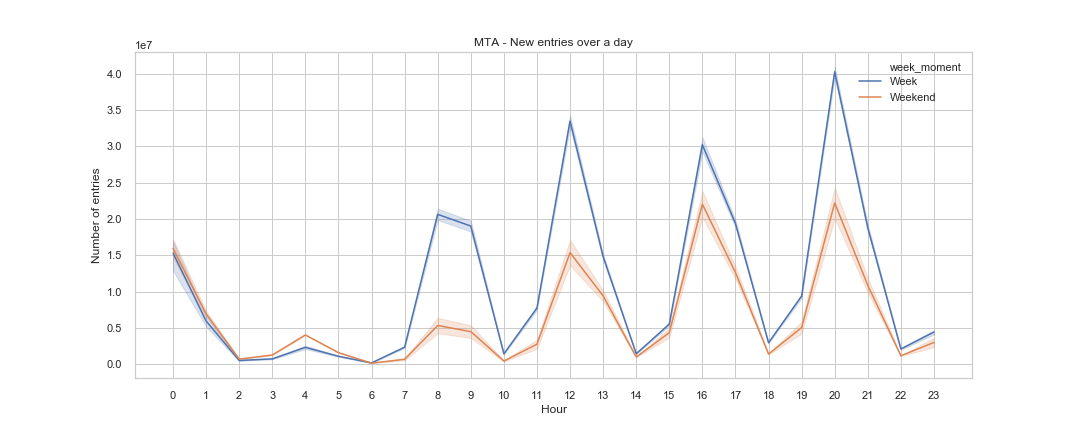 MTA - New entries over a day
1e7
4.0
3.5
3.0
2.5
2.0
1.5
1.0
0.5
0.0
Number of entries
week_moment
Week
Weekend
0 1 2 3 4 5 6 7 8 9 10 11 12 13 14 15 16 17 18 19 20 21 22 23
Hour